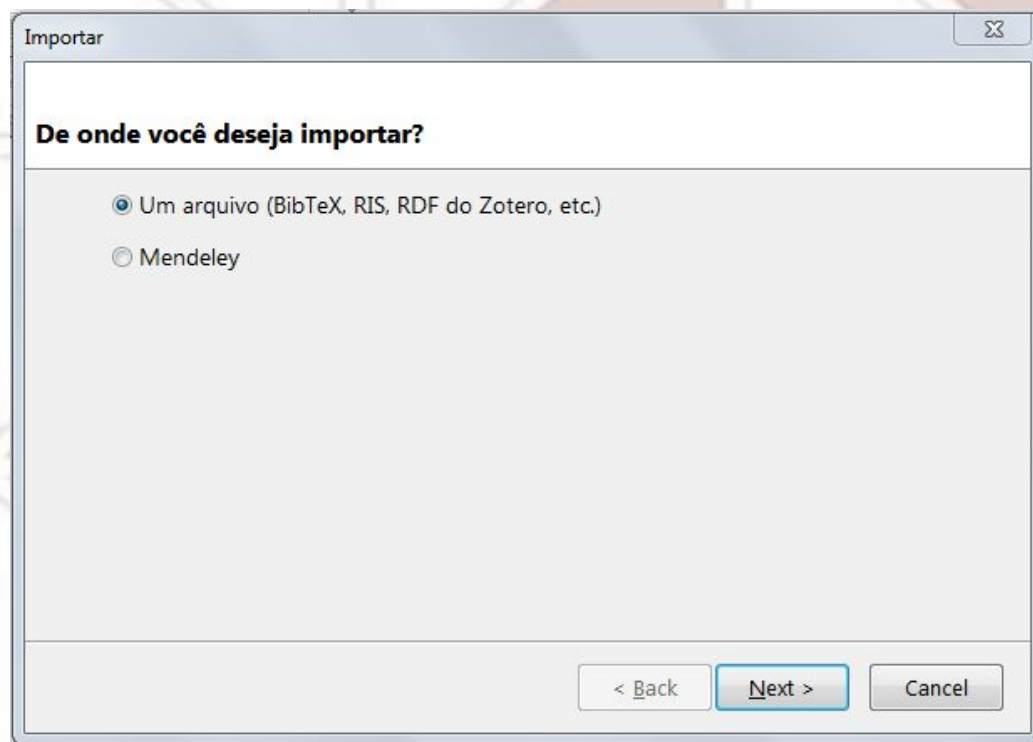 Importar
De onde você deseja importar?
Um arquivo (BibTeX, RIS, RDF do Zotero, etc.)
Mendeley
< Back Next > Cancel